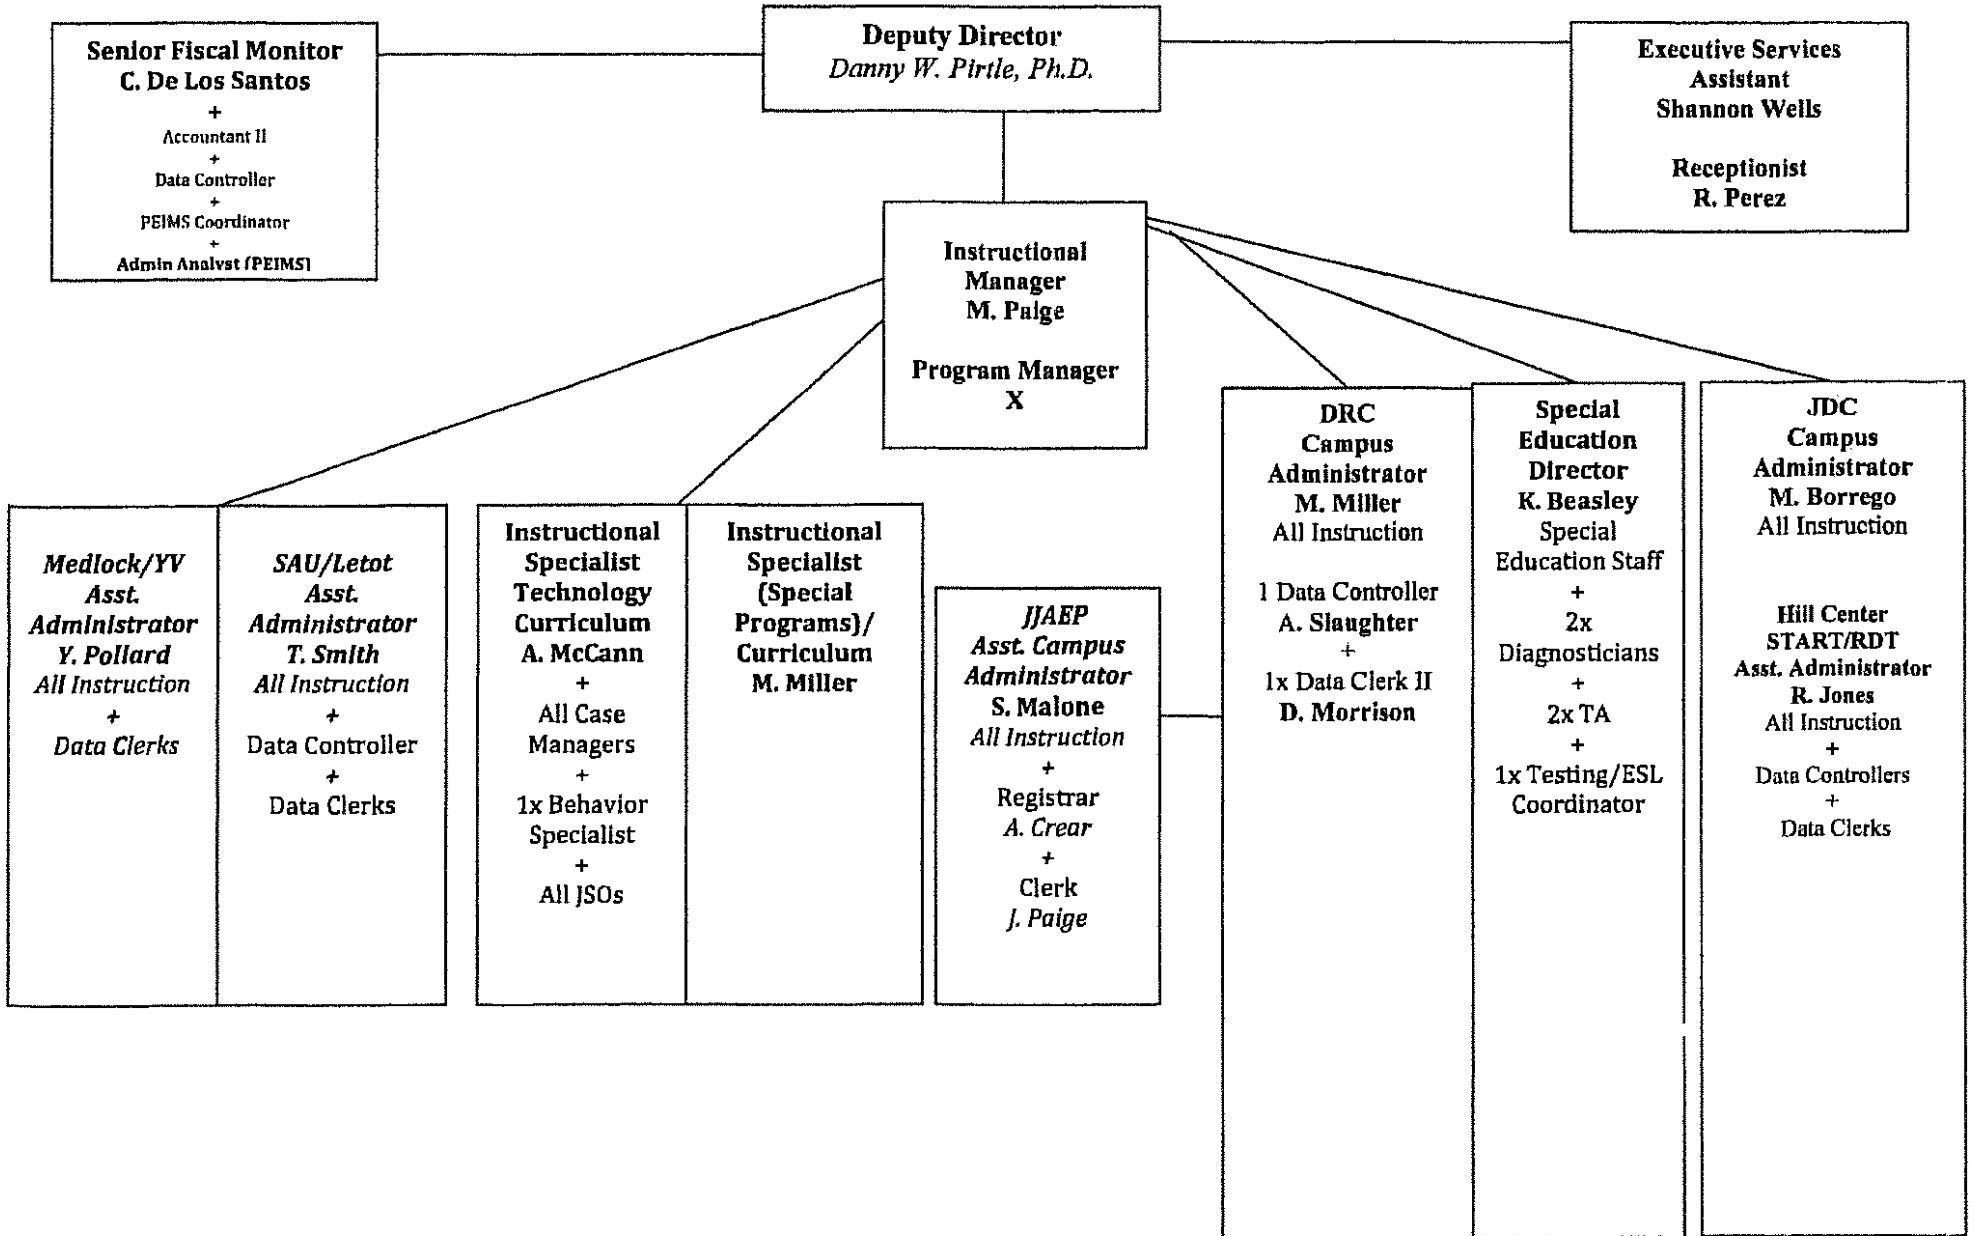 Senior Fiscal Monitor
C. De Los Santos
+
Accountant II
+
Data Controller
+
PEIMS Coordinator
+
Admin Analyst (PEIMS)
Deputy Director
Danny W. Pirtle, Ph.D.
Executive Services
Assistant
Shannon Wells
Receptionist
R. Perez
Instructional
Manager
M. Paige
Program Manager
X
Medlock/YV
Asst.
Administrator
Y. Pollard
All Instruction
+
Data Clerks
SAU/Letot
Asst.
Administrator
T. Smith
All Instruction
+
Data Controller
+
Data Clerks
Instructional
Specialist
Technology
Curriculum
A. McCann
+
All Case
Managers
+
1x Behavior
Specialist
+
All JSOs
Instructional
Specialist
(Special
Programs)/
Curriculum
M. Miller
JJAEP
Asst. Campus
Administrator
S. Malone
All Instruction
+
Registrar
A. Crear
+
Clerk
J. Paige
DRC
Campus
Administrator
M. Miller
All Instruction
1 Data Controller
A. Slaughter
+
1x Data Clerk II
D. Morrison
Special
Education
Director
K. Beasley
Special
Education Staff
+
2x
Diagnosticians
+
2x TA
+
1x Testing/ESL
Coordinator
JDC
Campus
Administrator
M. Borrego
All Instruction
Hill Center
START/RDT
Asst. Administrator
R. Jones
All Instruction
+
Data Controllers
+
Data Clerks